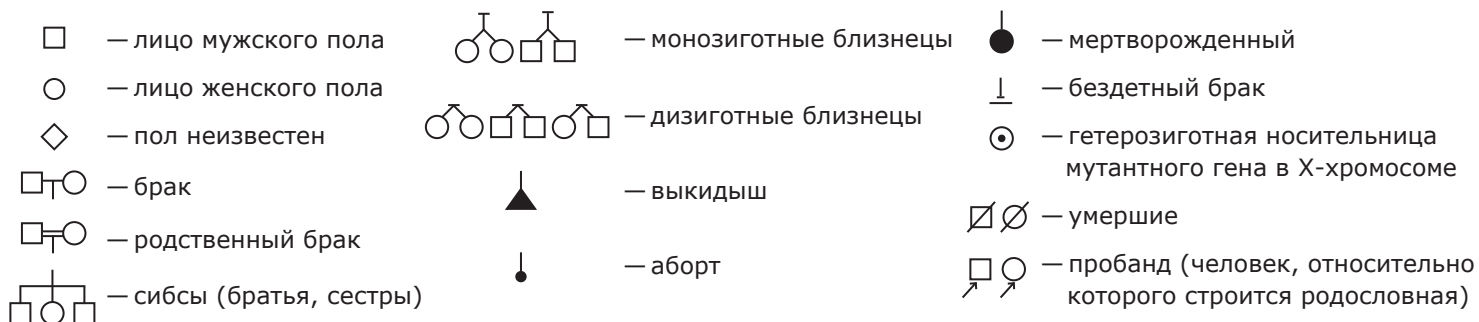 — лицо мужского пола
— лицо женского пола
— пол неизвестен
— брак
— родственный брак
— сибсы (братья, сестры)
— монозиготные близнецы
— дизиготные близнецы
— выкидыш
— аборт
— мертворожденный
— бездетный брак
— гетерозиготная носительница
мутантного гена в Х-хромосоме
— умершие
— пробанд (человек, относительно
которого строится родословная)